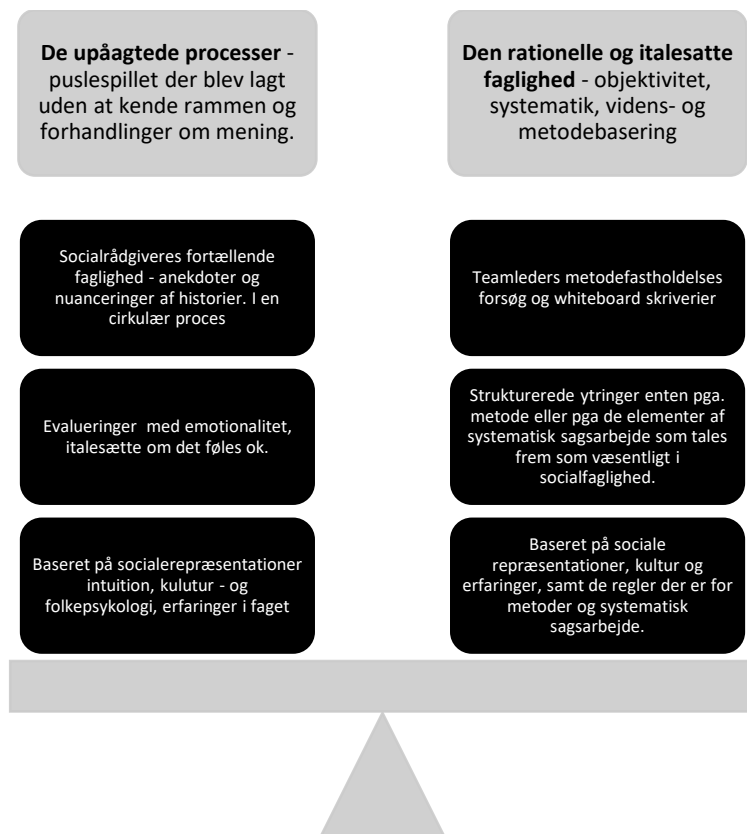 De upåagtede processer -
puslespillet der blev lagt
uden at kende rammen og
forhandlinger om mening.
Socialrådgiveres fortællende
faglighed - anekdoter og
nuanceringer af historier. I en
cirkulær proces
Evalueringer  med emotionalitet,
italesætte om det føles ok.
Baseret på socialerepræsentationer
intuition, kulutur - og
folkepsykologi, erfaringer i faget
Den rationelle og italesatte
faglighed - objektivitet,
systematik, videns- og
metodebasering
Teamleders metodefastholdelses
forsøg og whiteboard skriverier
Strukturerede ytringer enten pga.
metode eller pga de elementer af
systematisk sagsarbejde som tales
frem som væsentligt i
socialfaglighed.
Baseret på sociale
repræsentationer, kultur og
erfaringer, samt de regler der er for
metoder og systematisk
sagsarbejde.